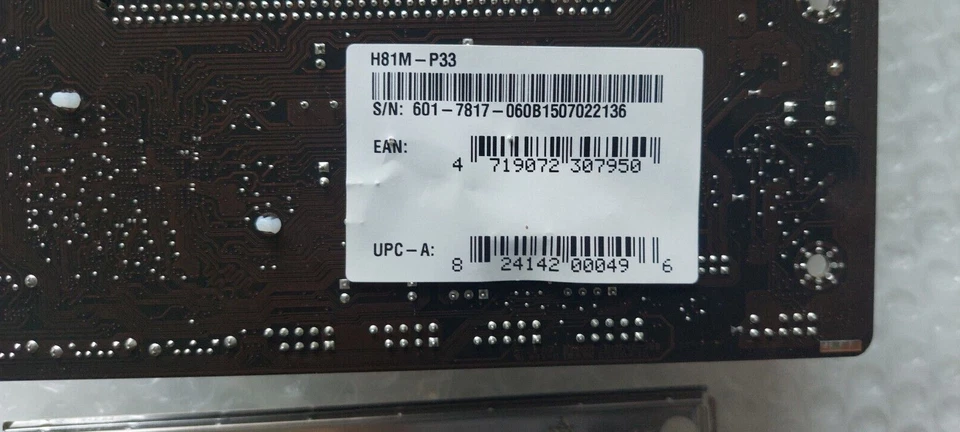 H81M-P33
S/N: 601-7817-060B1507022136
EAN:
4 719072 307950
UPC-A:
8 24142 00049 6